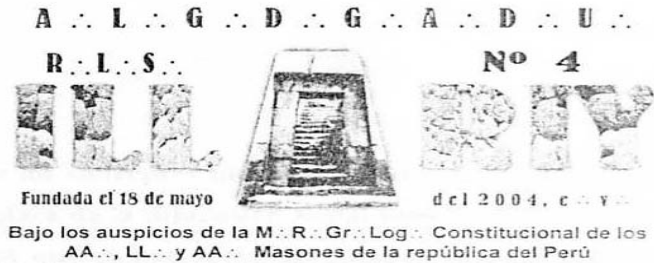 A ∴ L ∴ G ∴ D ∴ G ∴ A ∴ D ∴ U ∴
R∴L∴S∴ Nº 4
ILLARIY
Fundada el 18 de mayo del 2004, e∴ v∴
Bajo los auspicios de la M∴R∴Gr∴Log∴ Constitucional de los
AA∴, LL∴ y AA∴ Masones de la república del Perú